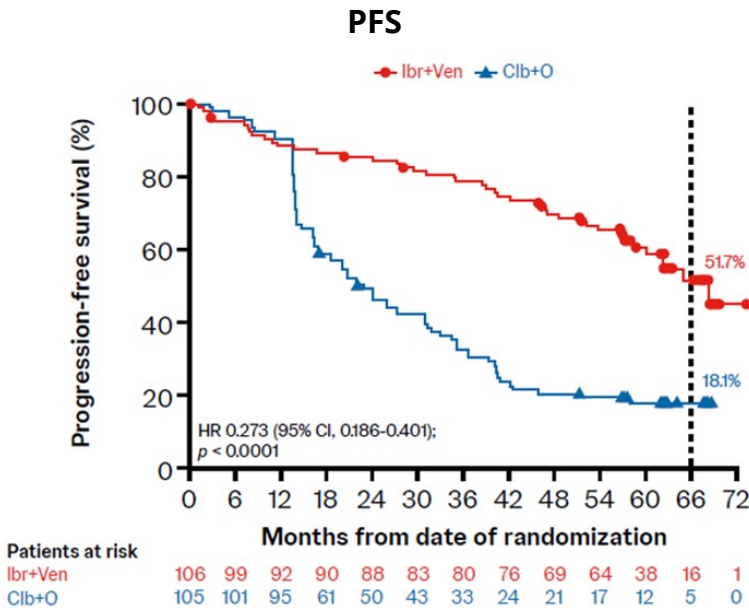 PFS
Ibr+Ven Clb+O
Progression-free survival (%)
100
80
60
40
20
0
51.7%
18.1%
HR 0.273 (95% CI, 0.186-0.401);
p < 0.0001
0 6 12 18 24 30 36 42 48 54 60 66 72
Months from date of randomization
Patients at risk
Ibr+Ven 106 99 92 90 88 83 80 76 69 64 38 16 1
Clb+O 105 101 95 61 50 43 33 24 21 17 12 5 0